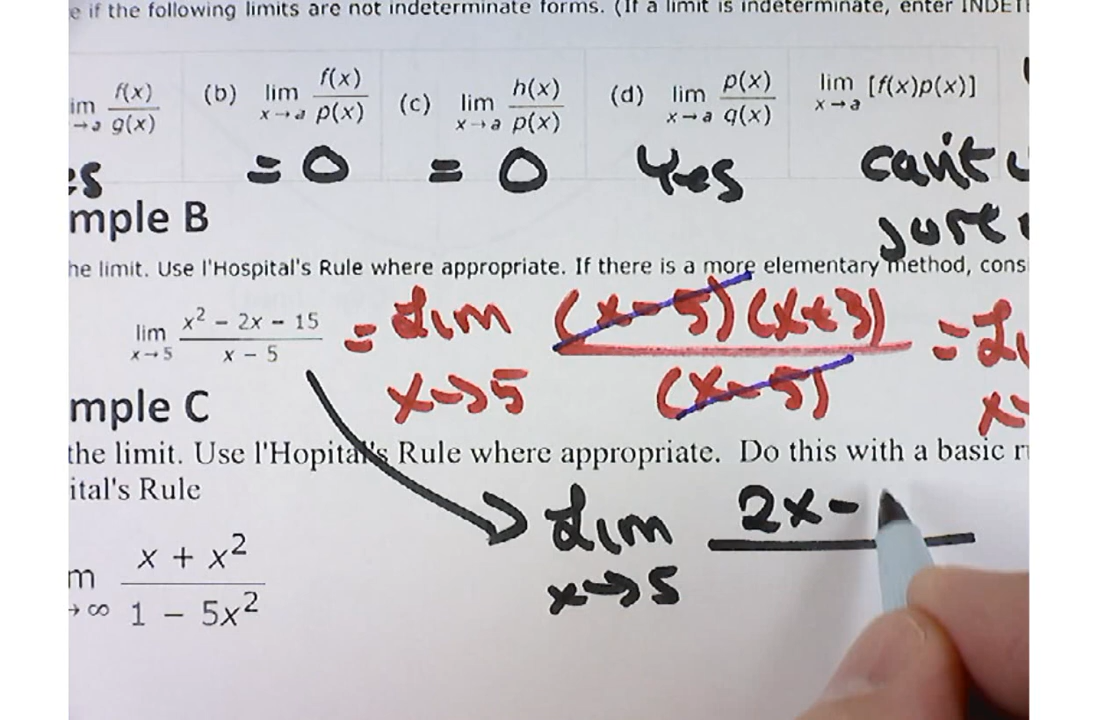 e if the following limits are not indeterminate forms. (If a limit is indeterminate, enter INDET
im x→a f(x)/g(x) (b) lim x→a f(x)/p(x) (c) lim x→a h(x)/p(x) (d) lim x→a p(x)/q(x) lim x→a [f(x)p(x)]
es = 0 = 0 Yes can't
sure
mple B
he limit. Use l'Hospital's Rule where appropriate. If there is a more elementary method, cons
lim x→5 x² − 2x − 15 / x − 5 = Lim x→5 (x-5)(x+3) / (x-5) = Li x→
mple C
the limit. Use l'Hopital's Rule where appropriate. Do this with a basic r
ital's Rule
Lim x→5 2x-
m →∞ x + x² / 1 − 5x²